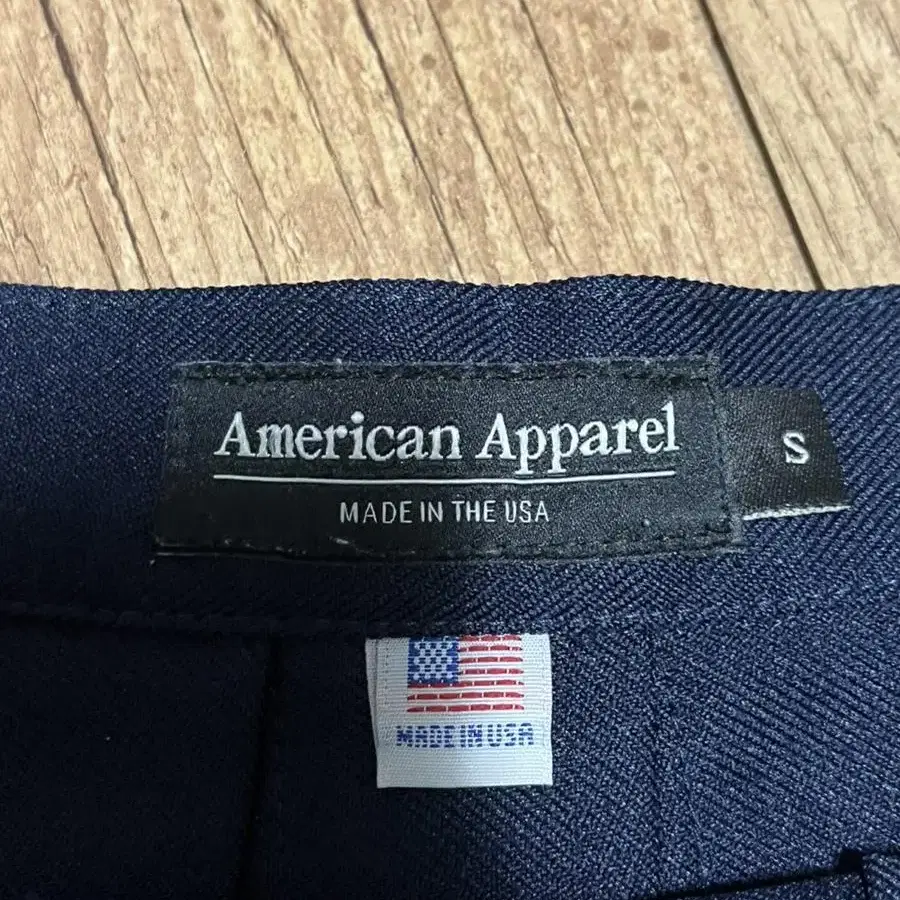 American Apparel
S
MADE IN THE USA
MADE IN USA